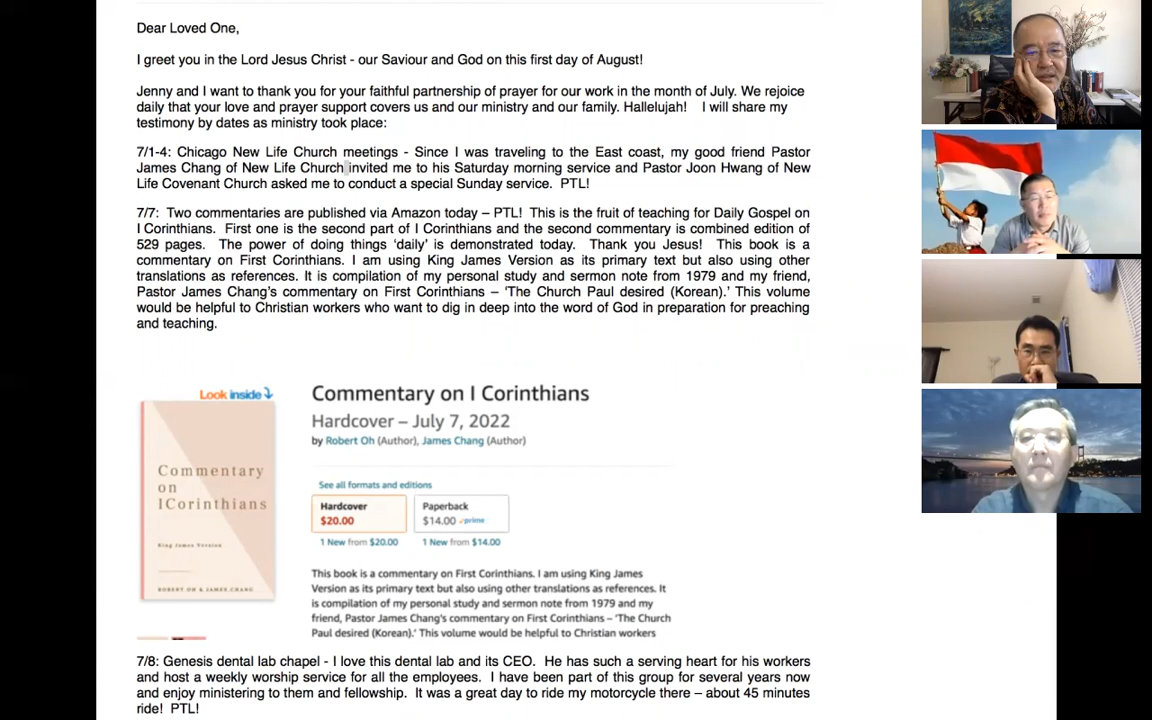 Dear Loved One,
I greet you in the Lord Jesus Christ - our Saviour and God on this first day of August!
Jenny and I want to thank you for your faithful partnership of prayer for our work in the month of July. We rejoice
daily that your love and prayer support covers us and our ministry and our family. Hallelujah! I will share my
testimony by dates as ministry took place:
7/1-4: Chicago New Life Church meetings - Since I was traveling to the East coast, my good friend Pastor
James Chang of New Life Church invited me to his Saturday morning service and Pastor Joon Hwang of New
Life Covenant Church asked me to conduct a special Sunday service. PTL!
7/7: Two commentaries are published via Amazon today – PTL! This is the fruit of teaching for Daily Gospel on
I Corinthians. First one is the second part of I Corinthians and the second commentary is combined edition of
529 pages. The power of doing things 'daily' is demonstrated today. Thank you Jesus! This book is a
commentary on First Corinthians. I am using King James Version as its primary text but also using other
translations as references. It is compilation of my personal study and sermon note from 1979 and my friend,
Pastor James Chang's commentary on First Corinthians – 'The Church Paul desired (Korean).' This volume
would be helpful to Christian workers who want to dig in deep into the word of God in preparation for preaching
and teaching.
Look inside
Commentary
on
ICorinthians
King James Version
ROBERT OH & JAMES CHANG
Commentary on I Corinthians
Hardcover – July 7, 2022
by Robert Oh (Author), James Chang (Author)
See all formats and editions
Hardcover
$20.00
1 New from $20.00
Paperback
$14.00 prime
1 New from $14.00
This book is a commentary on First Corinthians. I am using King James
Version as its primary text but also using other translations as references. It
is compilation of my personal study and sermon note from 1979 and my
friend, Pastor James Chang's commentary on First Corinthians – 'The Church
Paul desired (Korean).' This volume would be helpful to Christian workers
7/8: Genesis dental lab chapel - I love this dental lab and its CEO. He has such a serving heart for his workers
and host a weekly worship service for all the employees. I have been part of this group for several years now
and enjoy ministering to them and fellowship. It was a great day to ride my motorcycle there – about 45 minutes
ride! PTL!